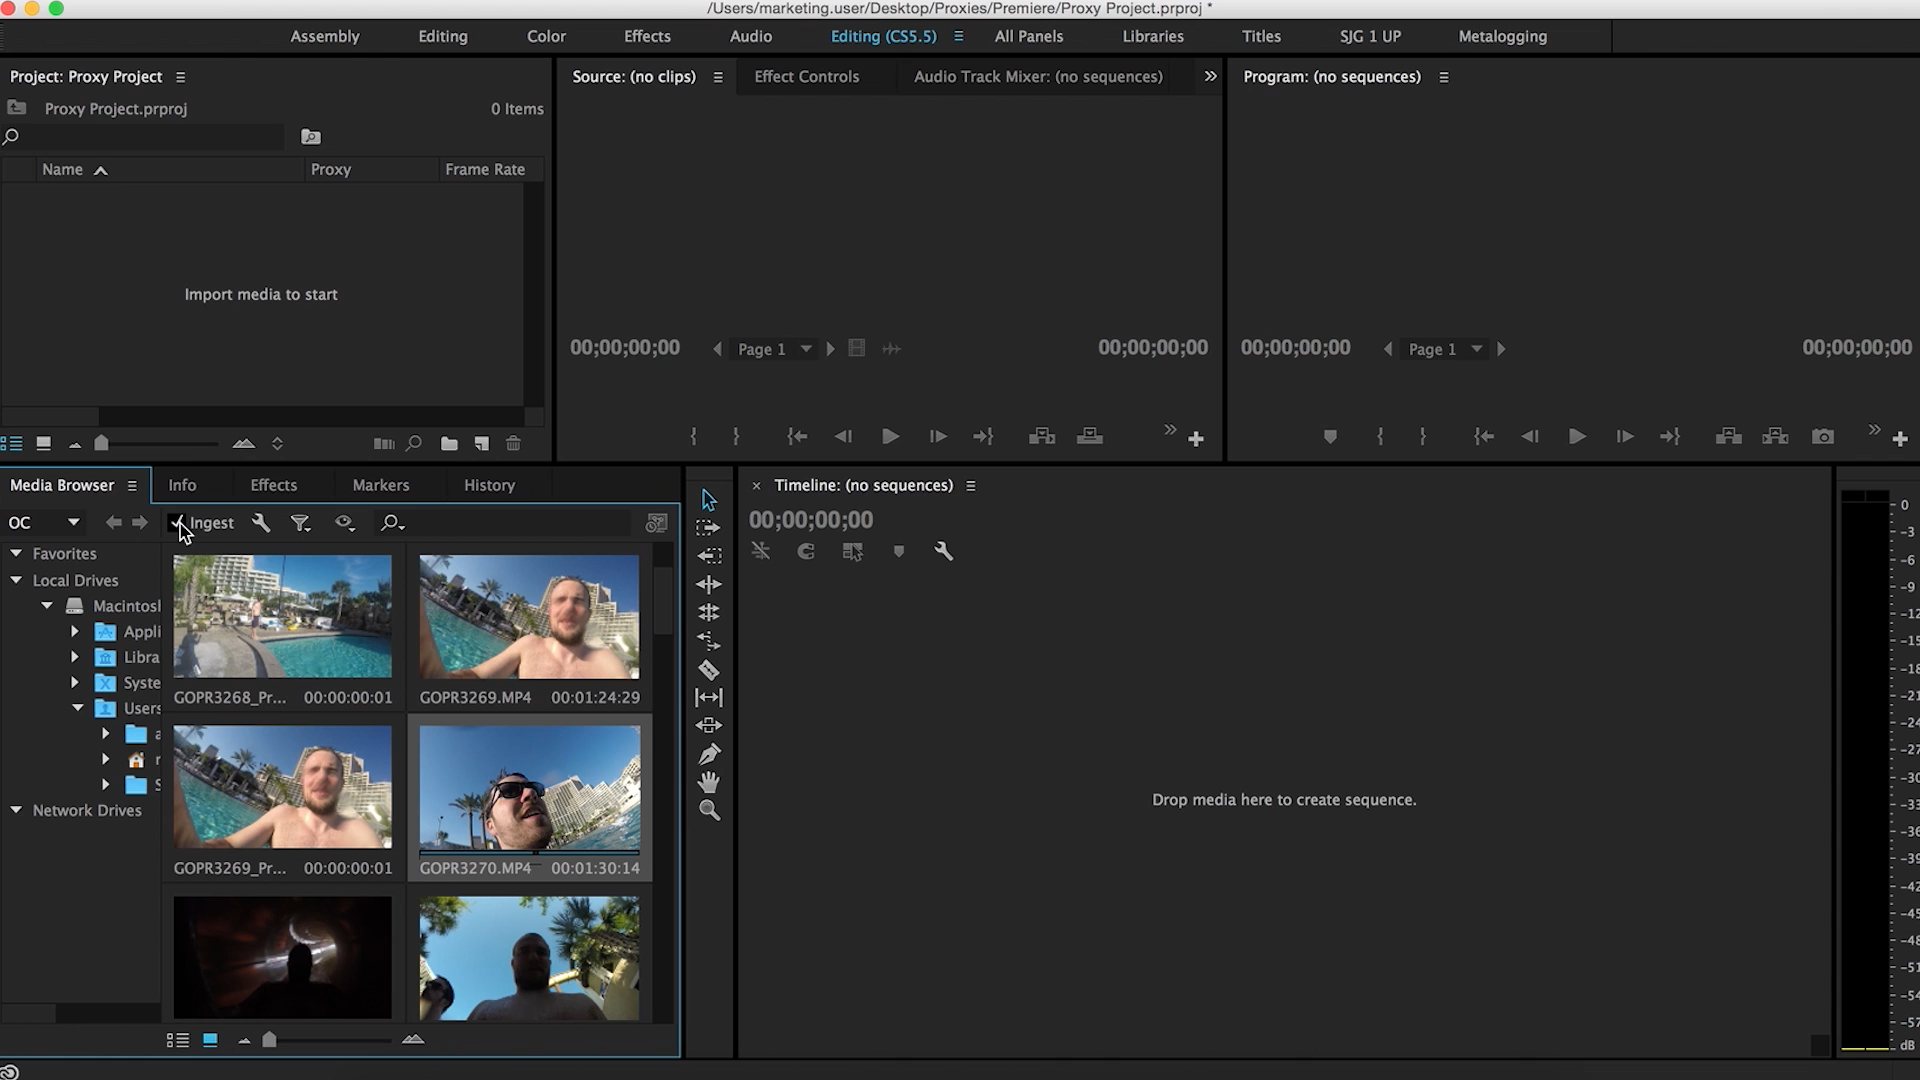 /Users/marketing.user/Desktop/Proxies/Premiere/Proxy Project.prproj *
Assembly Editing Color Effects Audio Editing (CS5.5) All Panels Libraries Titles SJG 1 UP Metalogging
Project: Proxy Project
Proxy Project.prproj 0 Items
Name Proxy Frame Rate
Import media to start
Source: (no clips) Effect Controls Audio Track Mixer: (no sequences)
00;00;00;00 Page 1 00;00;00;00
Program: (no sequences)
00;00;00;00 Page 1 00;00;00;00
Media Browser Info Effects Markers History
OC Ingest
Favorites
Local Drives
Macintosl
Appli
Libra
Syste
Users
a
r
S
Network Drives
GOPR3268_Pr... 00:00:00:01
GOPR3269.MP4 00:01:24:29
GOPR3269_Pr... 00:00:00:01
GOPR3270.MP4 00:01:30:14
Timeline: (no sequences)
00;00;00;00
Drop media here to create sequence.
0
-3
-6
-9
-12
-15
-18
-21
-24
-27
-30
-33
-36
-39
-42
-45
-48
-51
-54
-57
dB